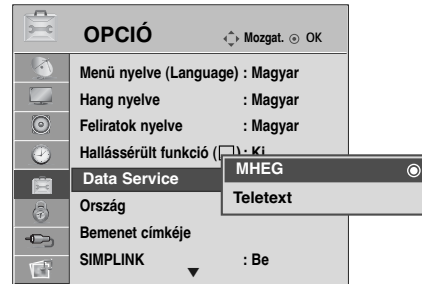 OPCIÓ Mozgat. OK
Menü nyelve (Language) : Magyar
Hang nyelve : Magyar
Feliratok nyelve : Magyar
Hallássérült funkció ( ) : Ki
MHEG
Data Service
Teletext
Ország
Bemenet címkéje
SIMPLINK : Be